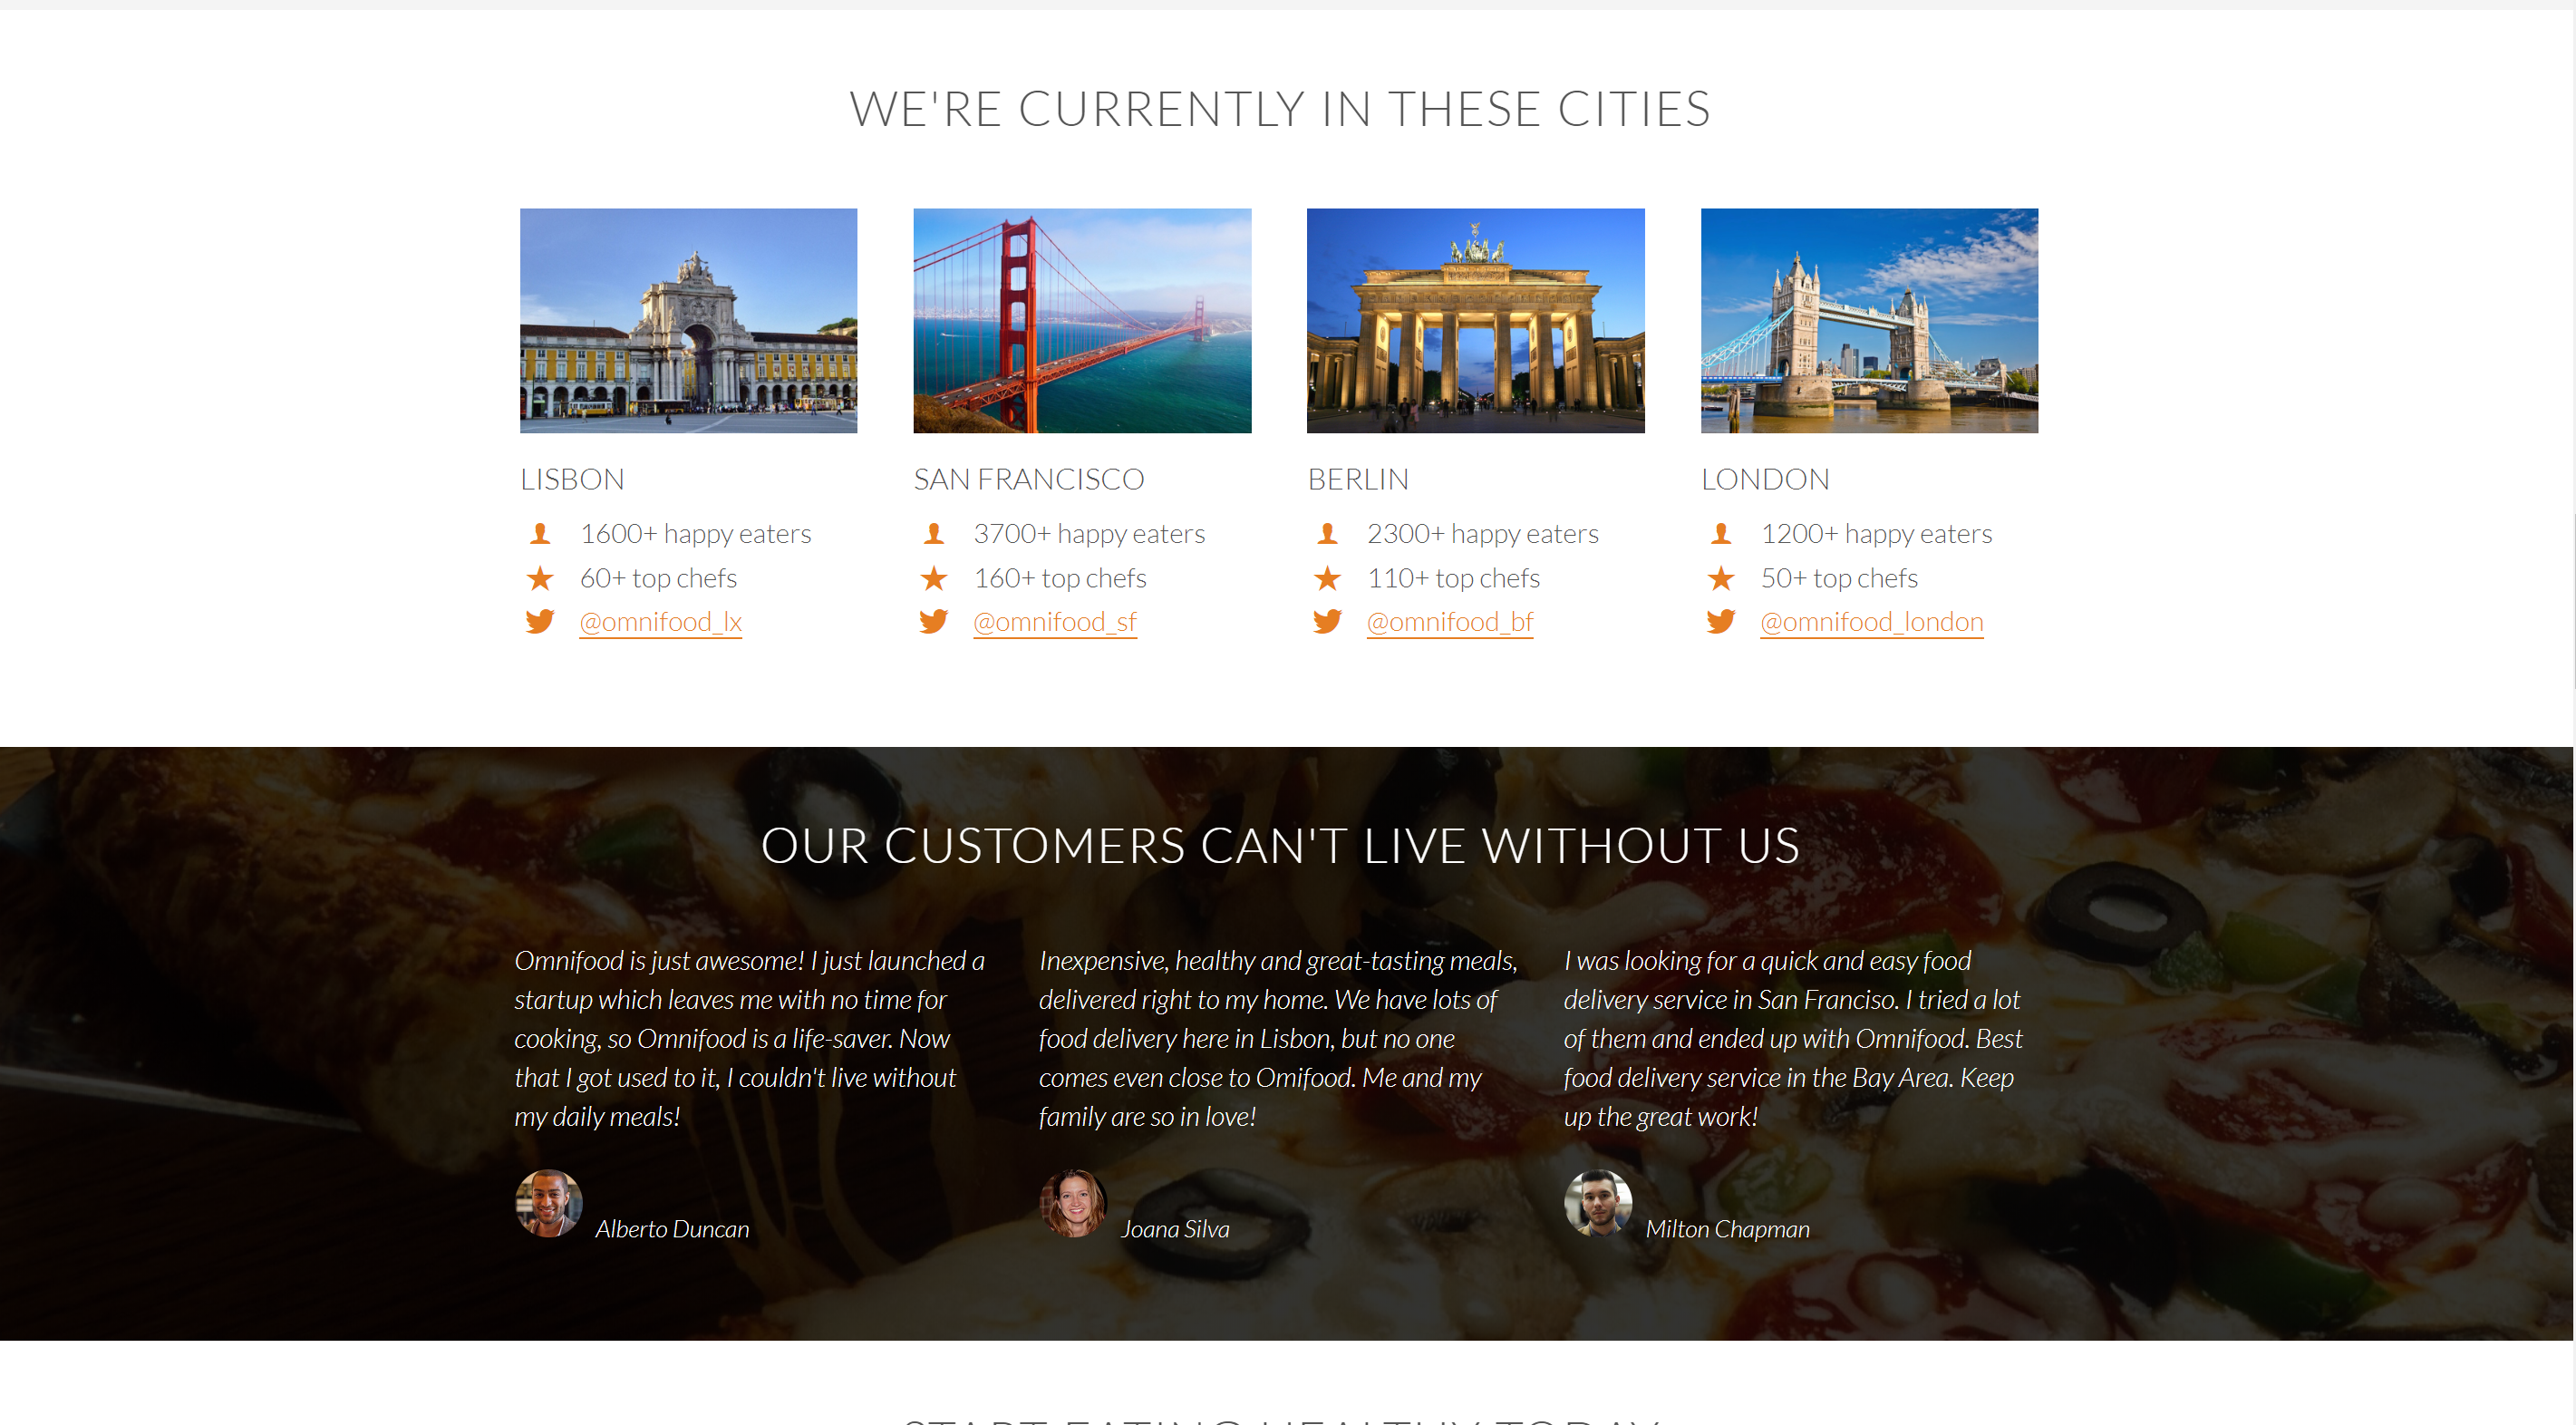 WE'RE CURRENTLY IN THESE CITIES
LISBON
1600+ happy eaters
60+ top chefs
@omnifood_lx
SAN FRANCISCO
3700+ happy eaters
160+ top chefs
@omnifood_sf
BERLIN
2300+ happy eaters
110+ top chefs
@omnifood_bf
LONDON
1200+ happy eaters
50+ top chefs
@omnifood_london
OUR CUSTOMERS CAN'T LIVE WITHOUT US
Omnifood is just awesome! I just launched a
startup which leaves me with no time for
cooking, so Omnifood is a life-saver. Now
that I got used to it, I couldn't live without
my daily meals!
Alberto Duncan
Inexpensive, healthy and great-tasting meals,
delivered right to my home. We have lots of
food delivery here in Lisbon, but no one
comes even close to Omifood. Me and my
family are so in love!
Joana Silva
I was looking for a quick and easy food
delivery service in San Franciso. I tried a lot
of them and ended up with Omnifood. Best
food delivery service in the Bay Area. Keep
up the great work!
Milton Chapman
START EATING HEALTHY TODAY